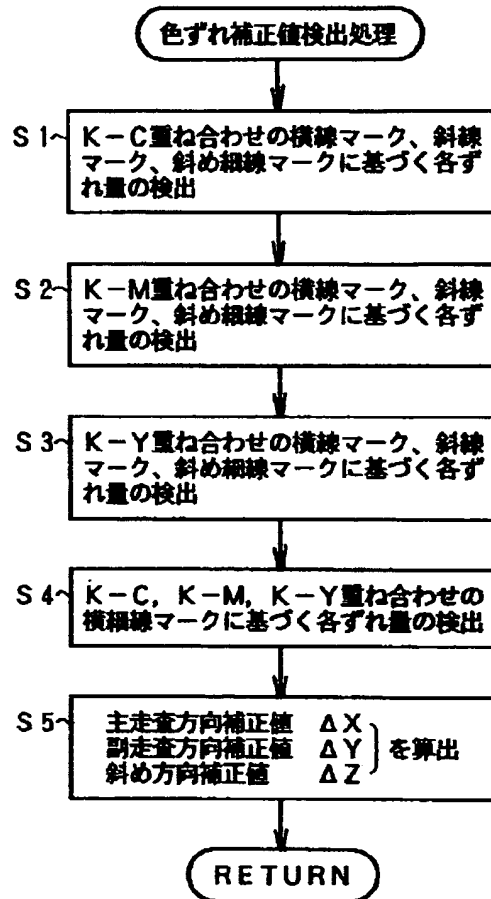 色ずれ補正値検出処理
S1 K-C重ね合わせの横線マーク、斜線
マーク、斜め細線マークに基づく各ず
れ量の検出
S2 K-M重ね合わせの横線マーク、斜線
マーク、斜め細線マークに基づく各ず
れ量の検出
S3 K-Y重ね合わせの横線マーク、斜線
マーク、斜め細線マークに基づく各ず
れ量の検出
S4 K-C, K-M, K-Y重ね合わせの
横細線マークに基づく各ずれ量の検出
S5 主走査方向補正値 ΔX
副走査方向補正値 ΔY を算出
斜め方向補正値 ΔZ
RETURN